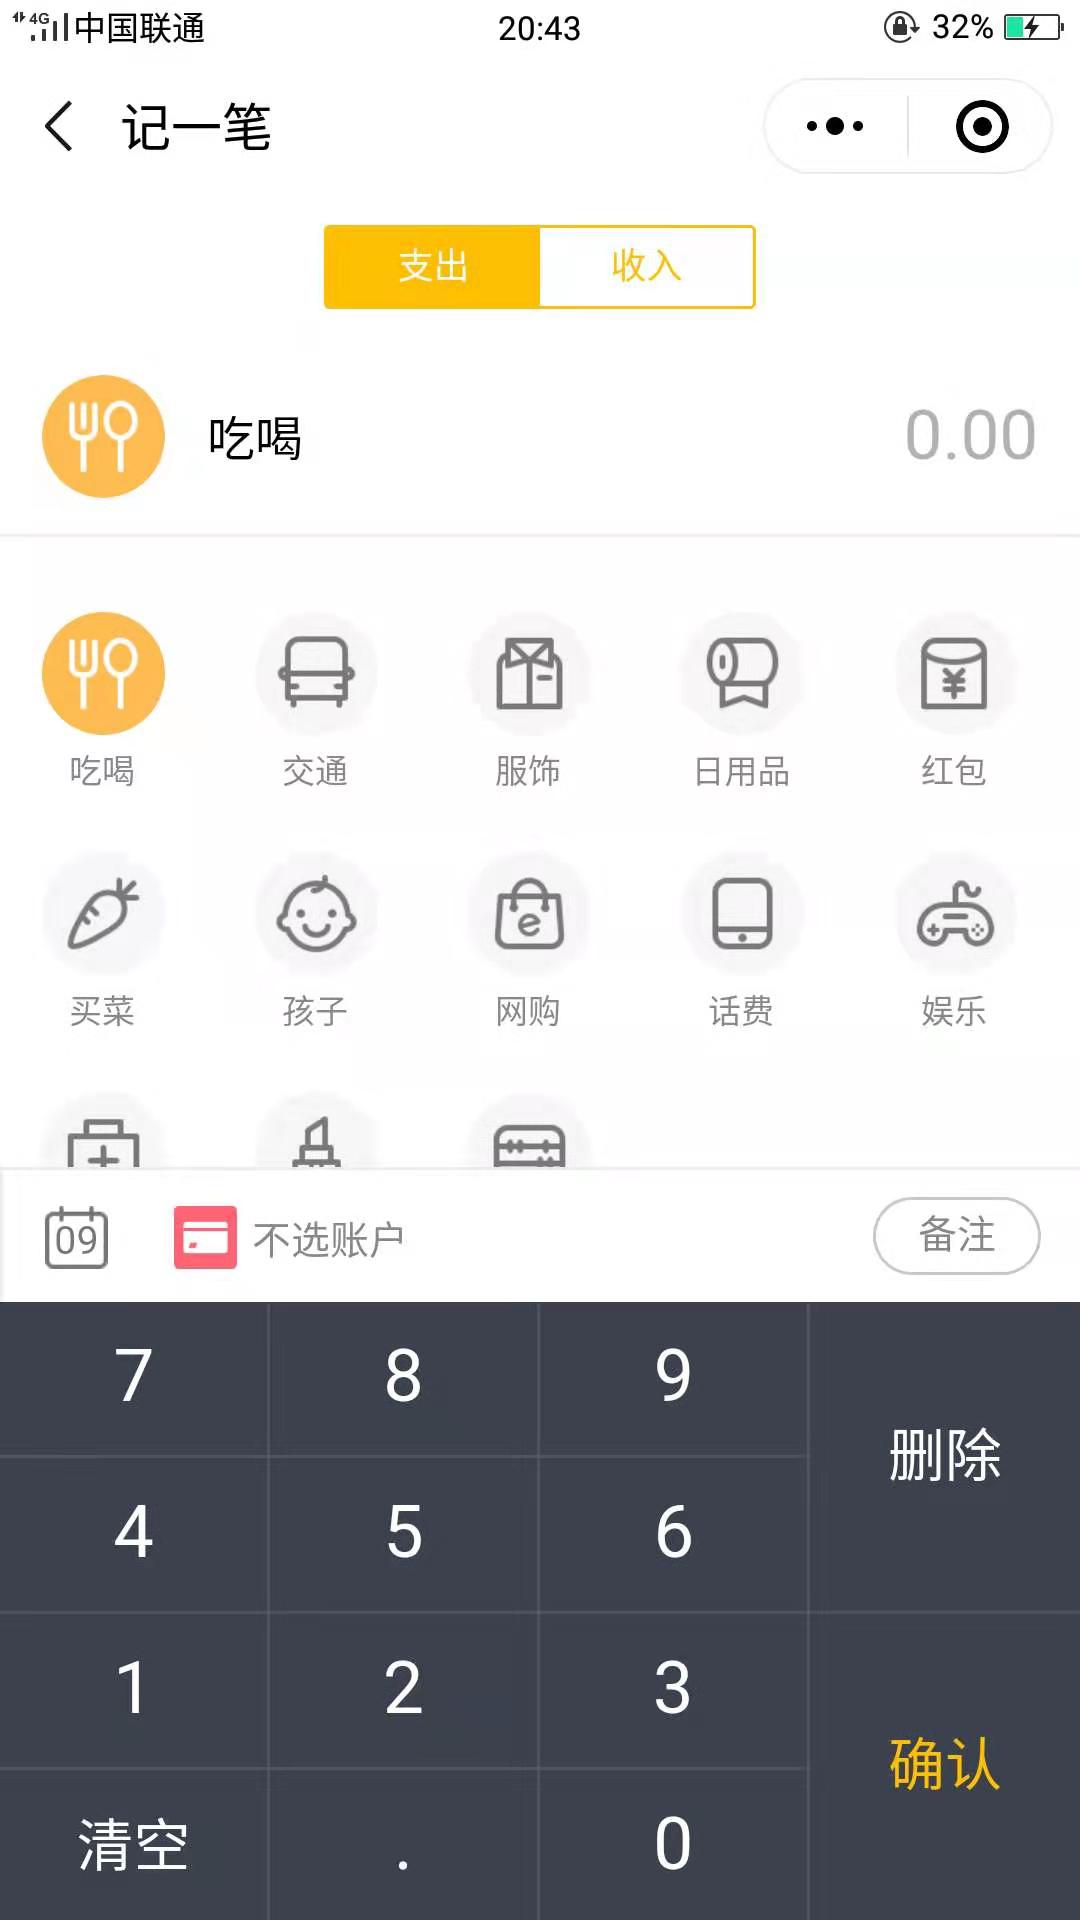 4G 中国联通 20:43 32%
记一笔
支出 收入
吃喝 0.00
¥
吃喝 交通 服饰 日用品 红包
e
买菜 孩子 网购 话费 娱乐
09 不选账户 备注
7 8 9
删除
4 5 6
1 2 3
确认
清空 . 0